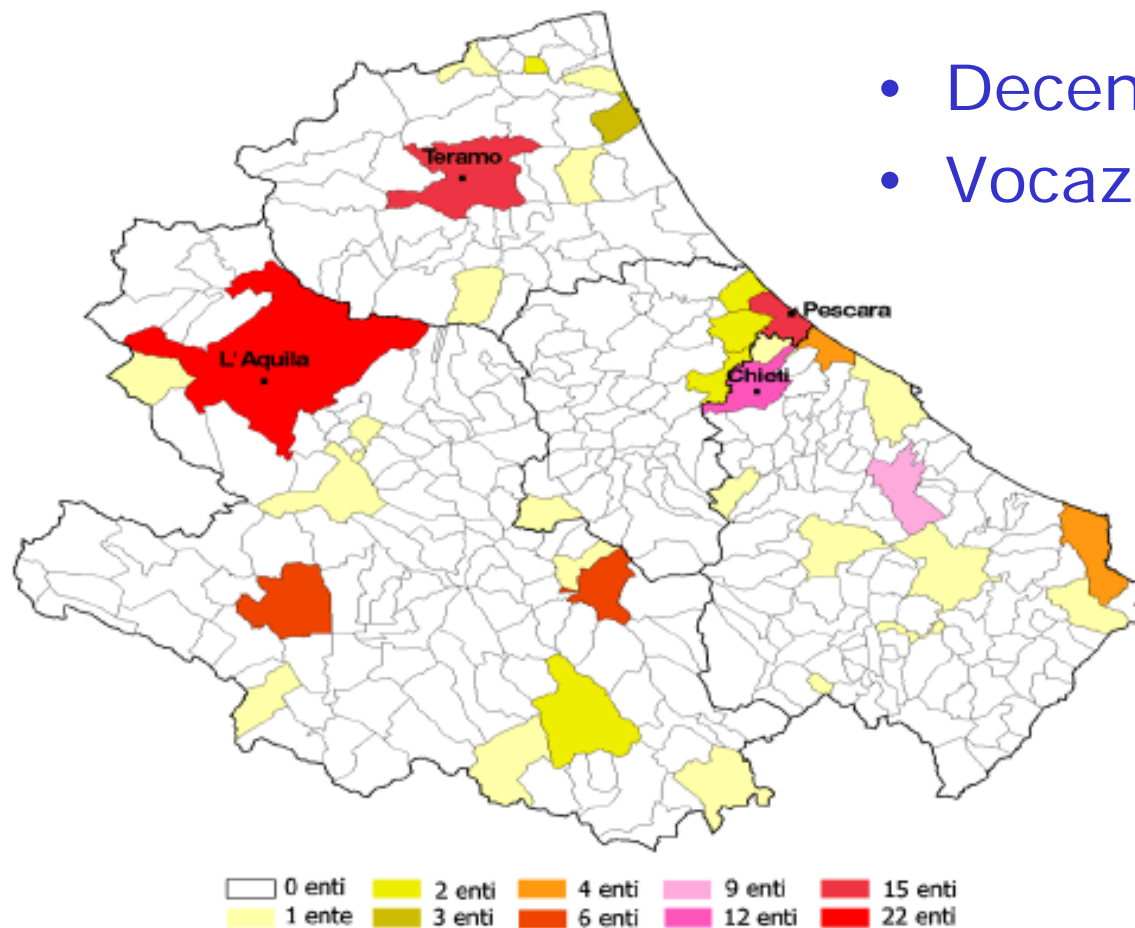 • Decen
• Vocaz
Teramo
Pescara
L'Aquila
Chieti
0 enti
2 enti
4 enti
9 enti
15 enti
1 ente
3 enti
6 enti
12 enti
22 enti